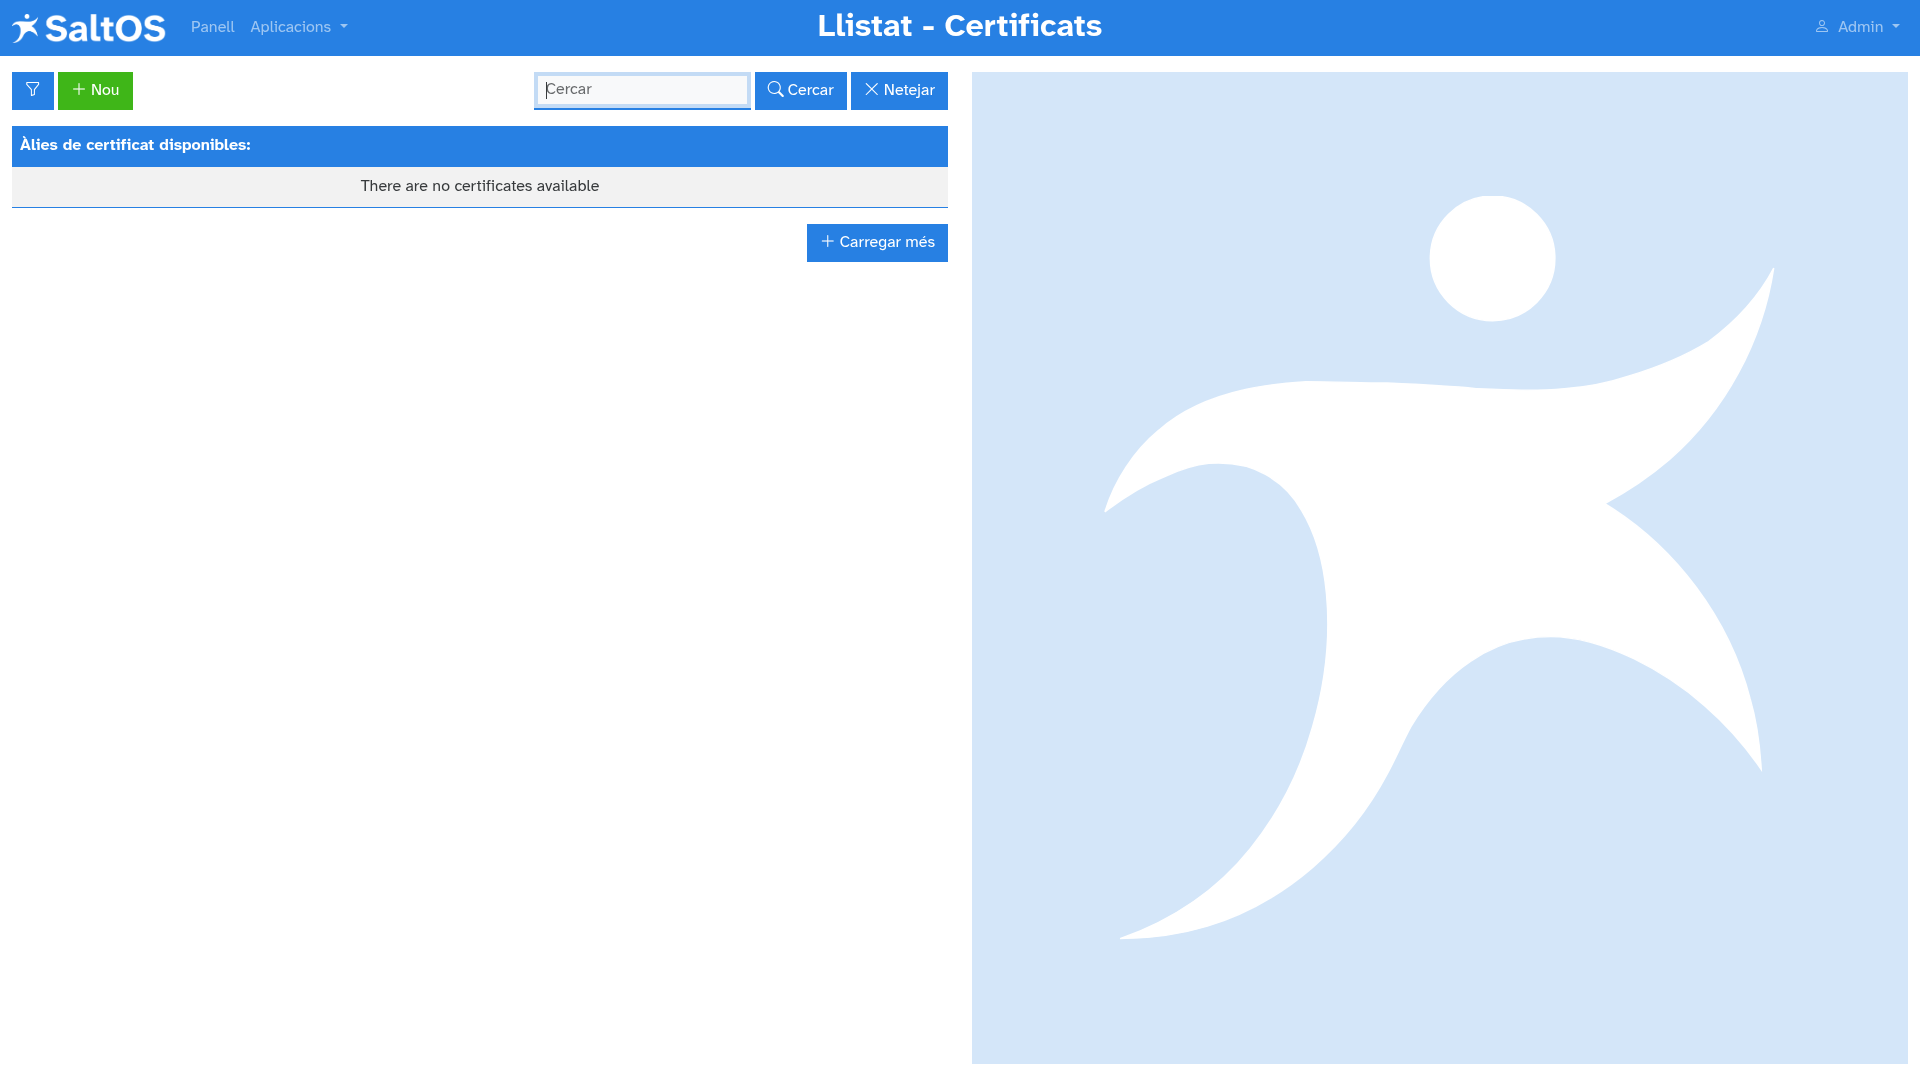 SaltOS Panell Aplicacions Llistat - Certificats Admin
Nou Cercar Cercar Netejar
Àlies de certificat disponibles:
There are no certificates available
Carregar més